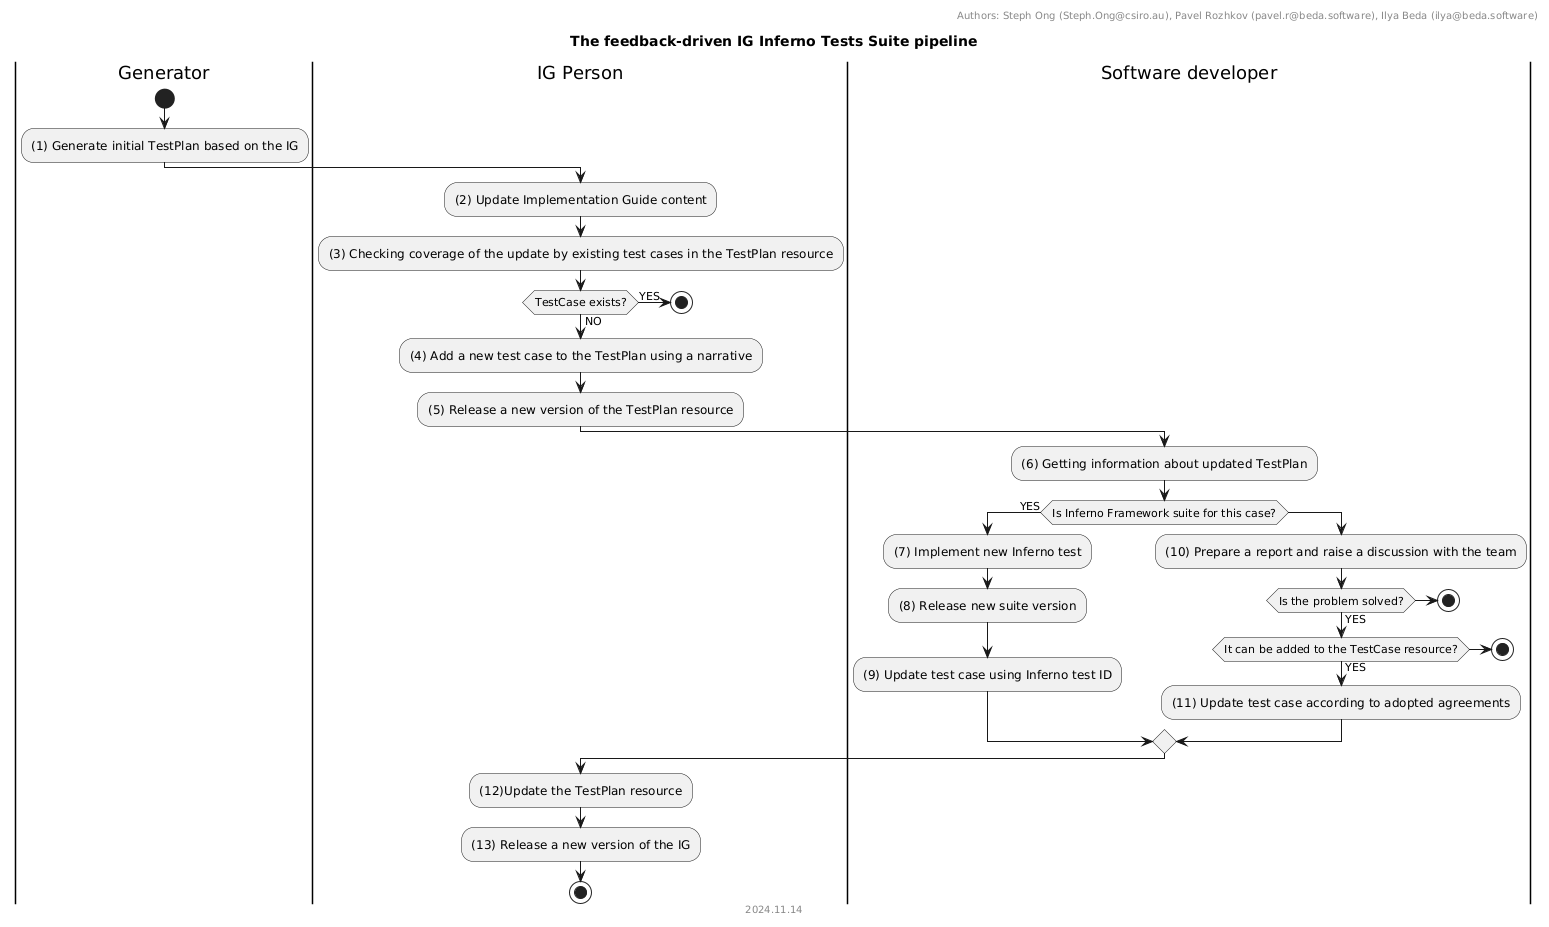 Authors: Steph Ong (Steph.Ong@csiro.au), Pavel Rozhkov (pavel.r@beda.software), Ilya Beda (ilya@beda.software)
The feedback-driven IG Inferno Tests Suite pipeline
Generator
IG Person
Software developer
(1) Generate initial TestPlan based on the IG
(2) Update Implementation Guide content
(3) Checking coverage of the update by existing test cases in the TestPlan resource
TestCase exists?
YES
NO
(4) Add a new test case to the TestPlan using a narrative
(5) Release a new version of the TestPlan resource
(6) Getting information about updated TestPlan
YES
Is Inferno Framework suite for this case?
(7) Implement new Inferno test
(10) Prepare a report and raise a discussion with the team
(8) Release new suite version
Is the problem solved?
YES
It can be added to the TestCase resource?
YES
(9) Update test case using Inferno test ID
(11) Update test case according to adopted agreements
(12)Update the TestPlan resource
(13) Release a new version of the IG
2024.11.14